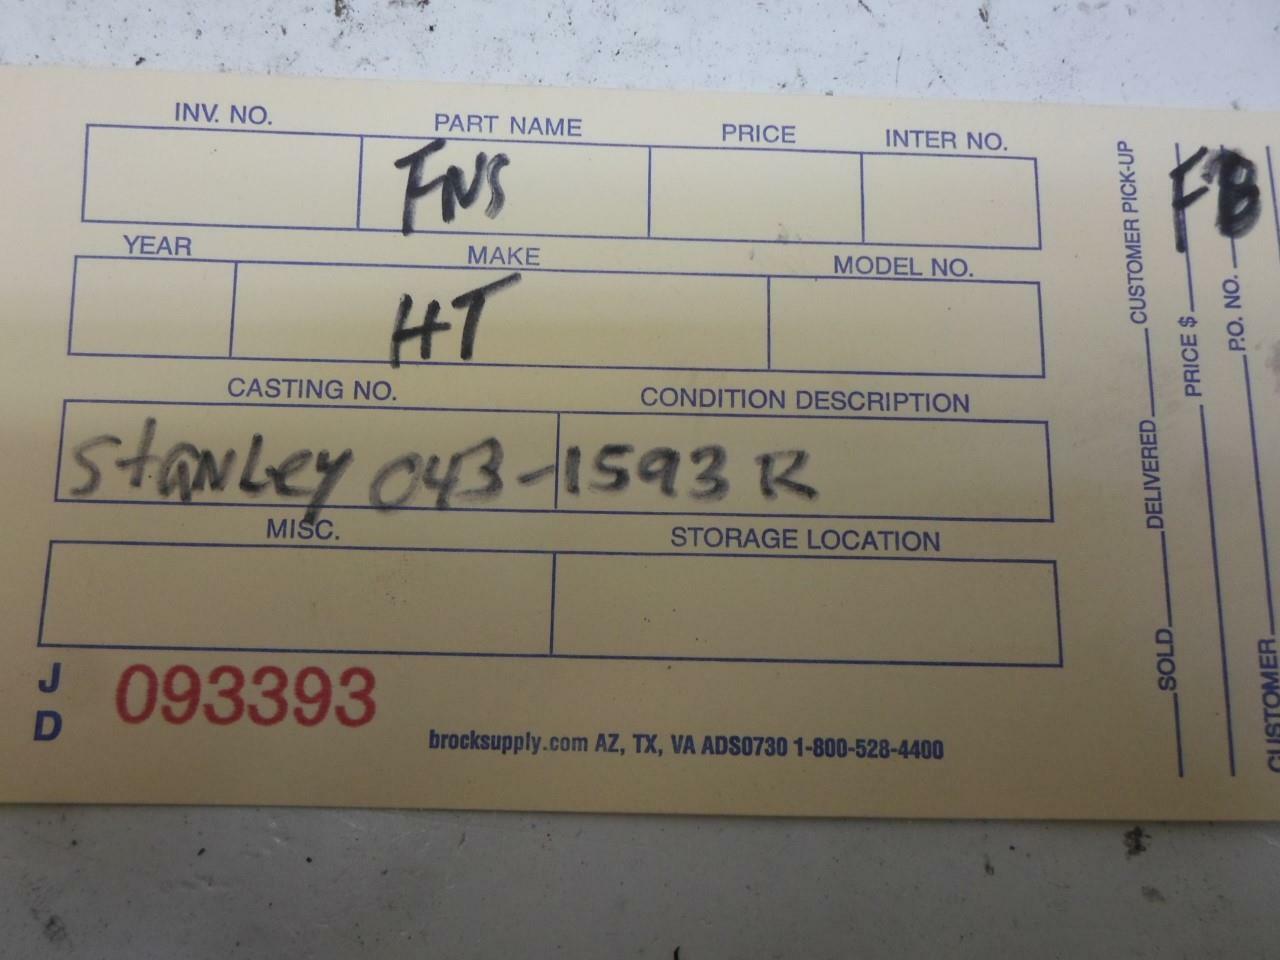 INV. NO. PART NAME PRICE INTER NO.
FNS
YEAR MAKE MODEL NO.
HT
CASTING NO. CONDITION DESCRIPTION
StANLey 043-1593 R
MISC. STORAGE LOCATION
J
D
093393
brocksupply.com AZ, TX, VA ADS0730 1-800-528-4400
SOLD DELIVERED CUSTOMER PICK-UP
PRICE $
FB
P.O. NO.
CUSTOMER